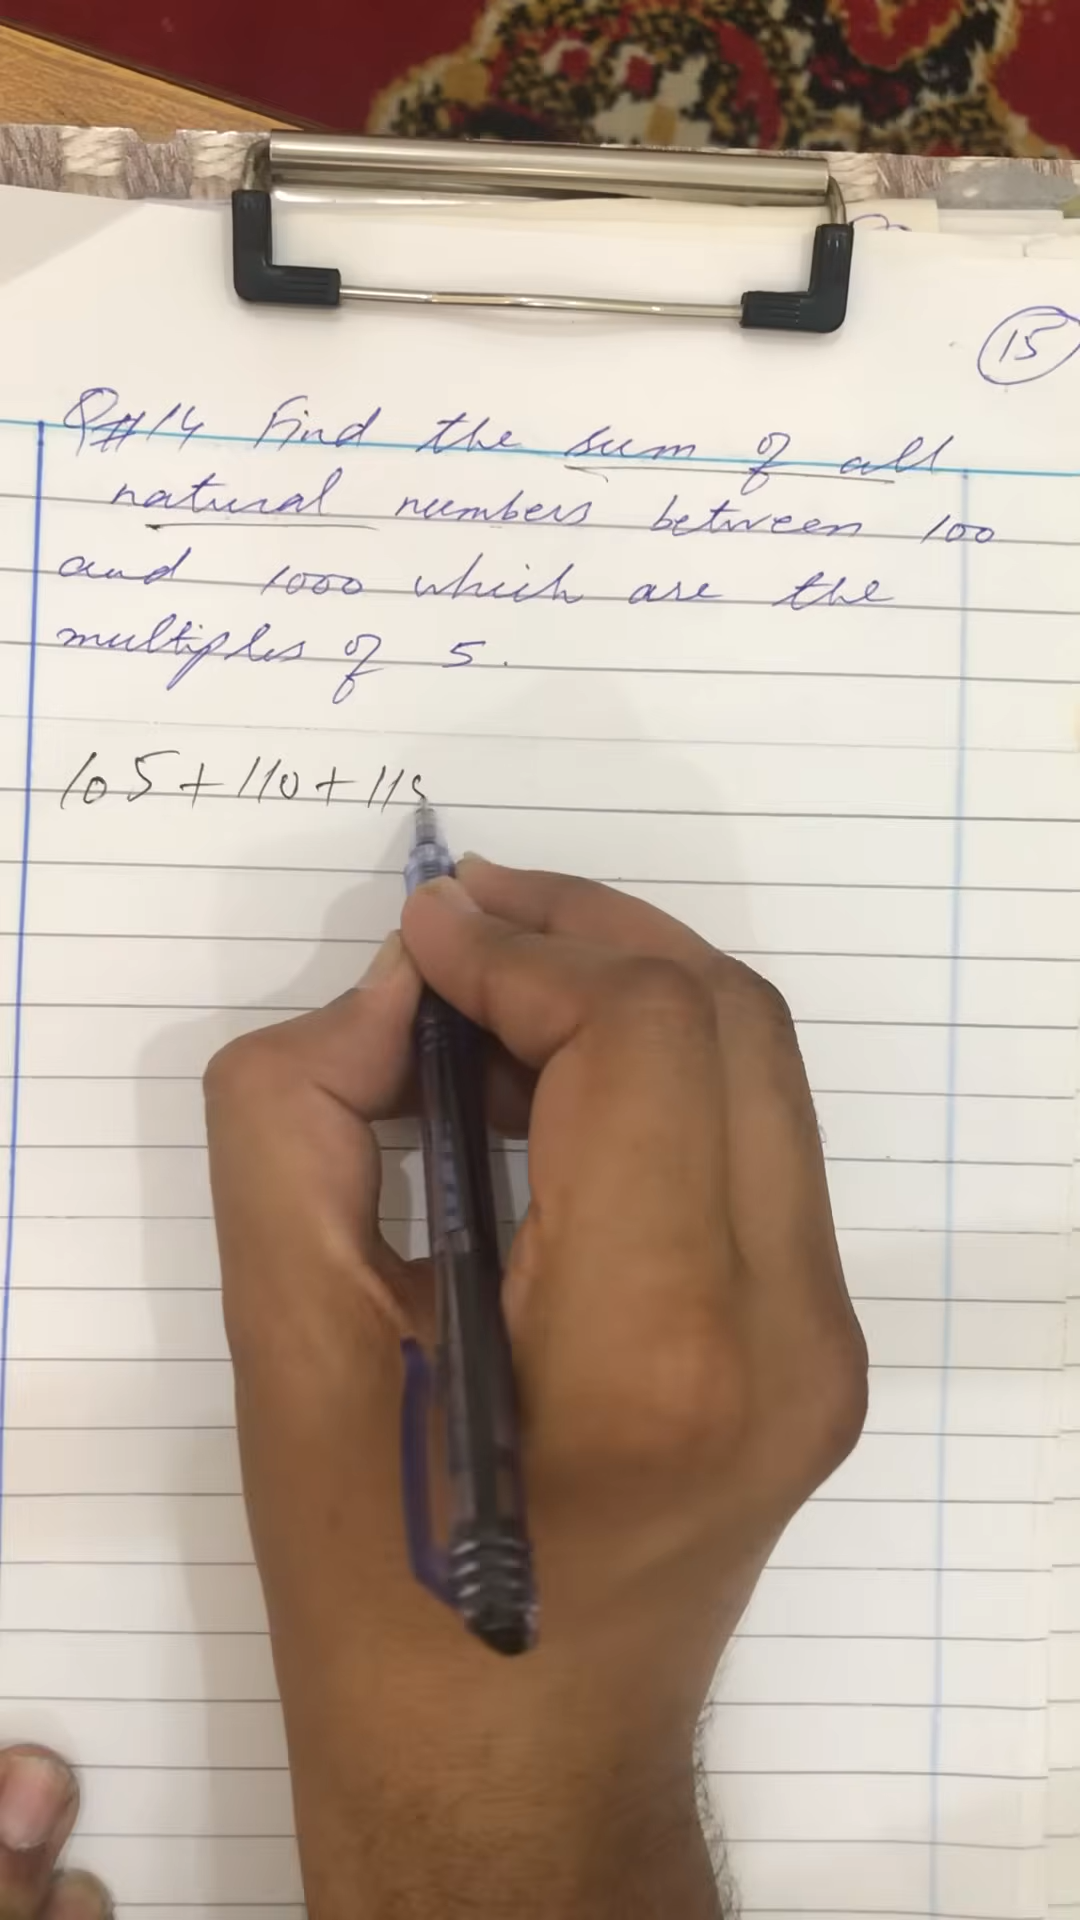 15
Q#14 Find the sum of all
natural numbers between 100
and 1000 which are the
multiples of 5.
105+110+115